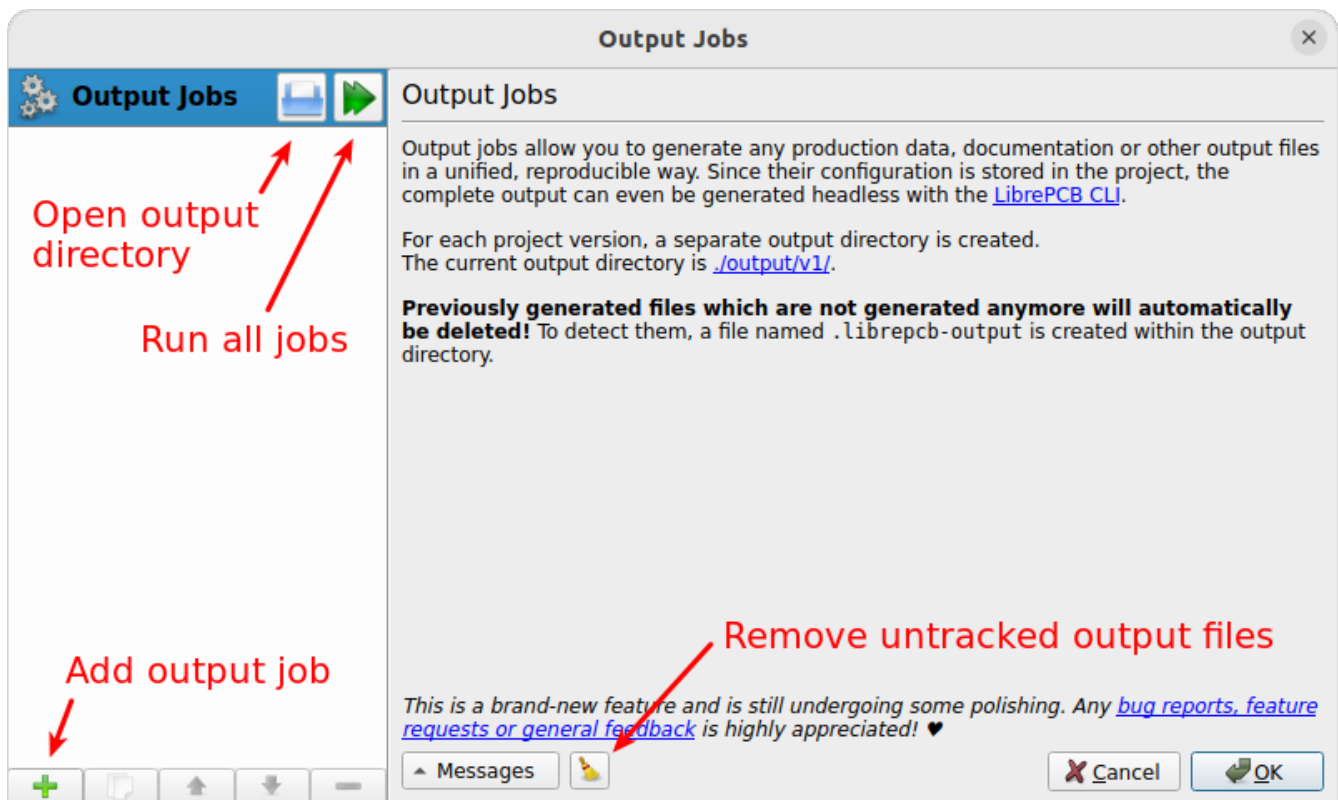 Output Jobs
Output Jobs
Open output
directory
Run all jobs
Add output job
Output Jobs
Output jobs allow you to generate any production data, documentation or other output files
in a unified, reproducible way. Since their configuration is stored in the project, the
complete output can even be generated headless with the LibrePCB CLI.
For each project version, a separate output directory is created.
The current output directory is ./output/v1/.
Previously generated files which are not generated anymore will automatically
be deleted! To detect them, a file named .librepcb-output is created within the output
directory.
Remove untracked output files
This is a brand-new feature and is still undergoing some polishing. Any bug reports, feature
requests or general feedback is highly appreciated! ♥
Messages
Cancel
OK